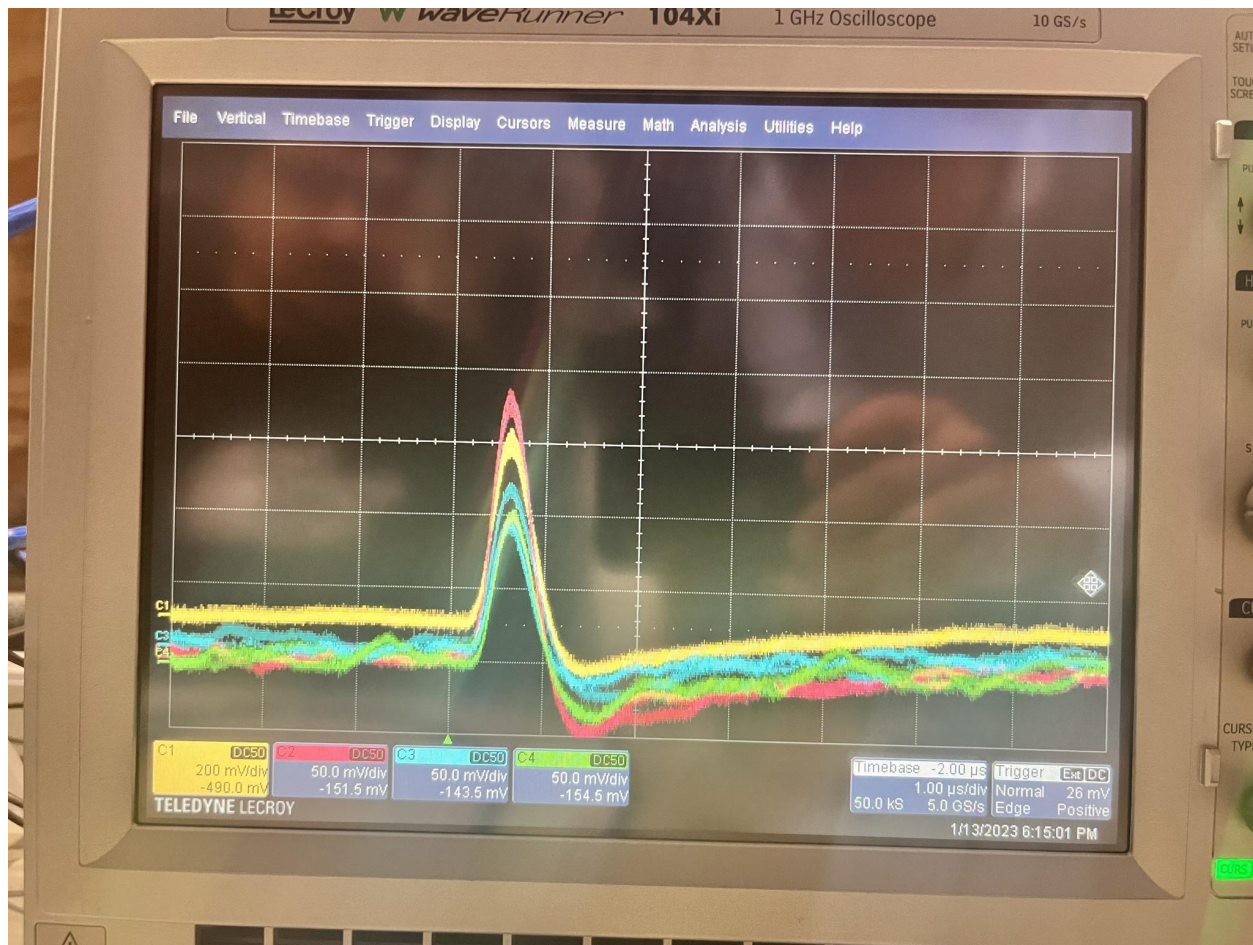 LeCroy waveRunner 104Xi 1 GHz Oscilloscope 10 GS/s
File Vertical Timebase Trigger Display Cursors Measure Math Analysis Utilities Help
C1
C3
C1 DC50
200 mV/div
-490.0 mV
C2 DC50
50.0 mV/div
-151.5 mV
C3 DC50
50.0 mV/div
-143.5 mV
C4 DC50
50.0 mV/div
-154.5 mV
Timebase -2.00 µs
1.00 µs/div
50.0 kS 5.0 GS/s
Trigger Ext DC
Normal 26 mV
Edge Positive
TELEDYNE LECROY
1/13/2023 6:15:01 PM
CURS